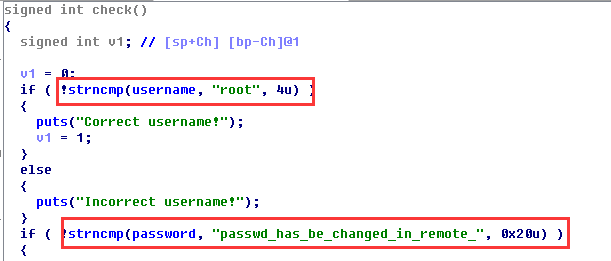 signed int check()
{
signed int v1; // [sp+Ch] [bp-Ch]@1
v1 = 0;
if ( !strncmp(username, "root", 4u) )
{
puts("Correct username!");
v1 = 1;
}
else
{
puts("Incorrect username!");
}
if ( !strncmp(password, "passwd_has_be_changed_in_remote_", 0x20u) )
{